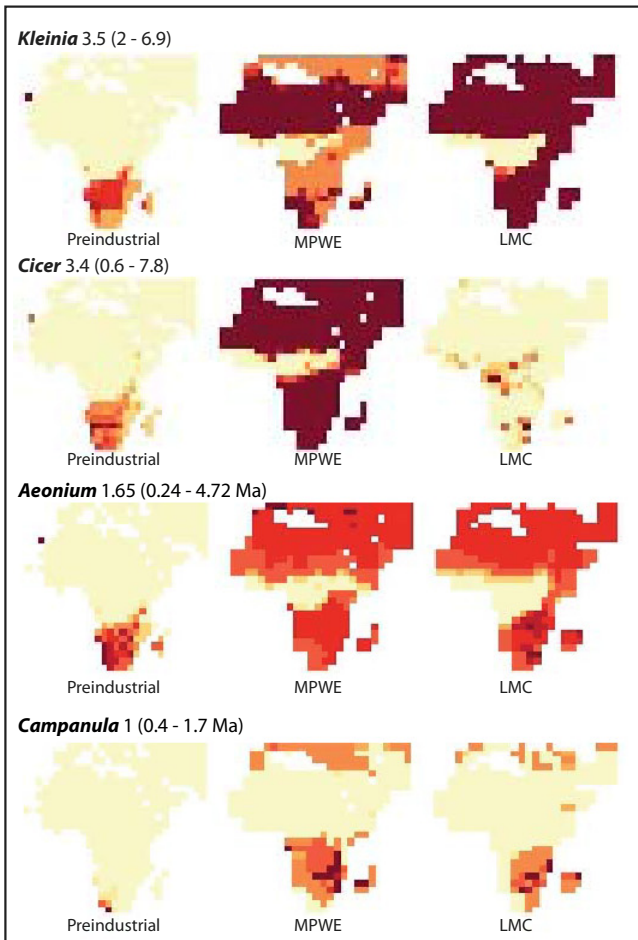 Kleinia 3.5 (2 - 6.9)
Preindustrial MPWE LMC
Cicer 3.4 (0.6 - 7.8)
Preindustrial MPWE LMC
Aeonium 1.65 (0.24 - 4.72 Ma)
Preindustrial MPWE LMC
Campanula 1 (0.4 - 1.7 Ma)
Preindustrial MPWE LMC